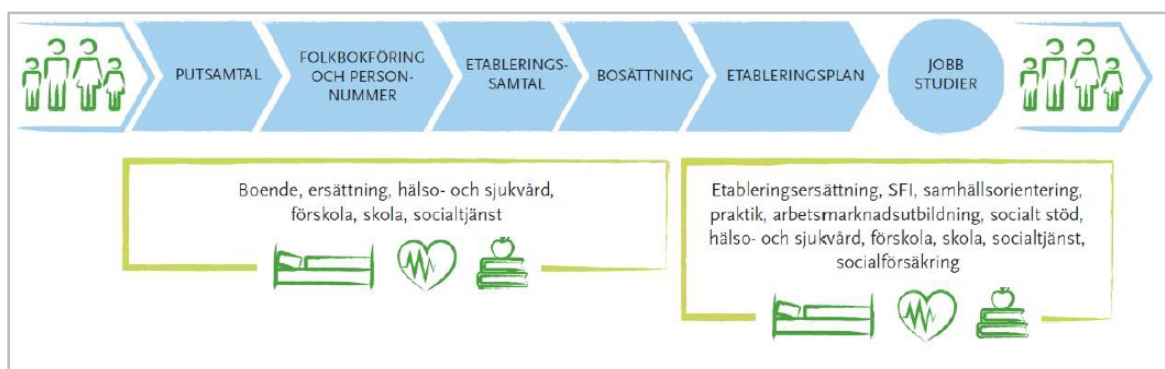 PUTSAMTAL
FOLKBOKFÖRING
OCH PERSON-
NUMMER
ETABLERINGS-
SAMTAL
BOSÄTTNING
ETABLERINGSPLAN
JOBB
STUDIER
Boende, ersättning, hälso- och sjukvård,
förskola, skola, socialtjänst
Etableringsersättning, SFI, samhällsorientering,
praktik, arbetsmarknadsutbildning, socialt stöd,
hälso- och sjukvård, förskola, skola, socialtjänst,
socialförsäkring